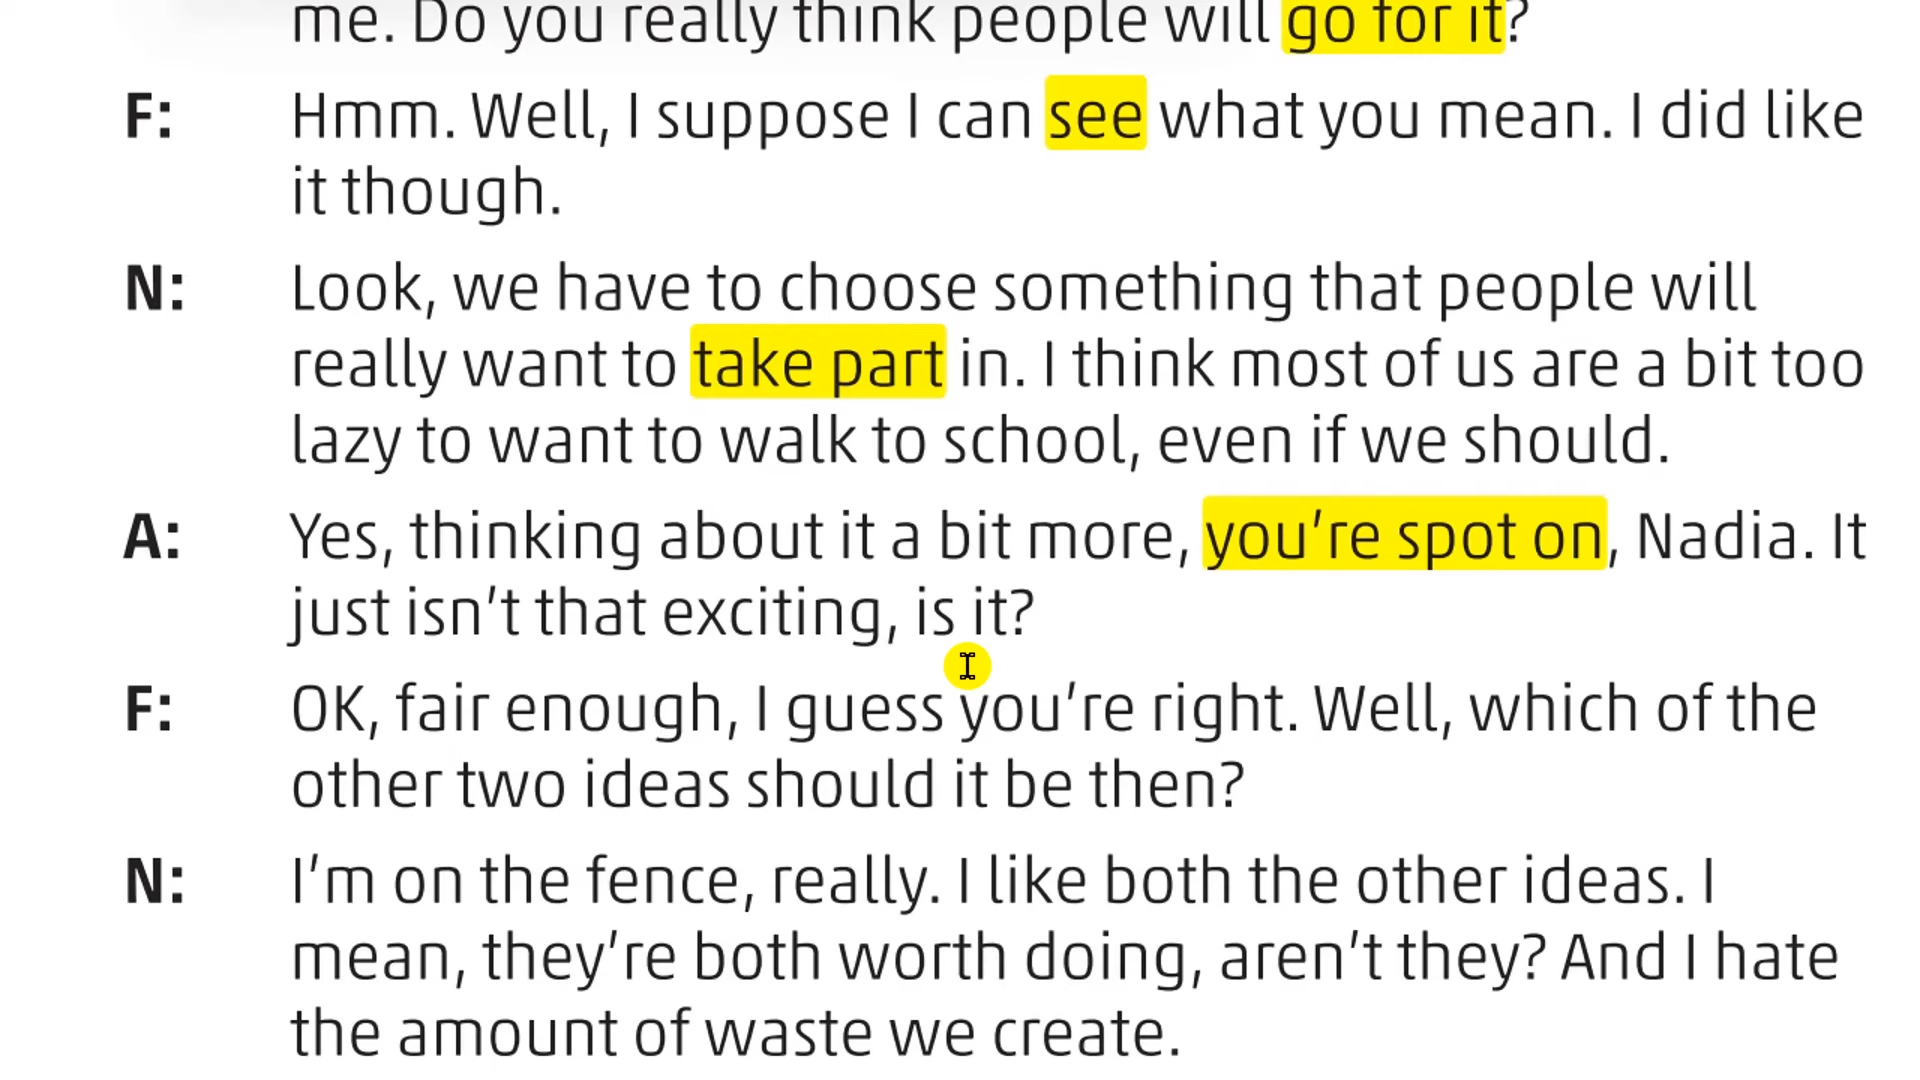 me. Do you really think people will go for it?
F: Hmm. Well, I suppose I can see what you mean. I did like
it though.
N: Look, we have to choose something that people will
really want to take part in. I think most of us are a bit too
lazy to want to walk to school, even if we should.
A: Yes, thinking about it a bit more, you’re spot on, Nadia. It
just isn’t that exciting, is it?
F: OK, fair enough, I guess you’re right. Well, which of the
other two ideas should it be then?
N: I’m on the fence, really. I like both the other ideas. I
mean, they’re both worth doing, aren’t they? And I hate
the amount of waste we create.